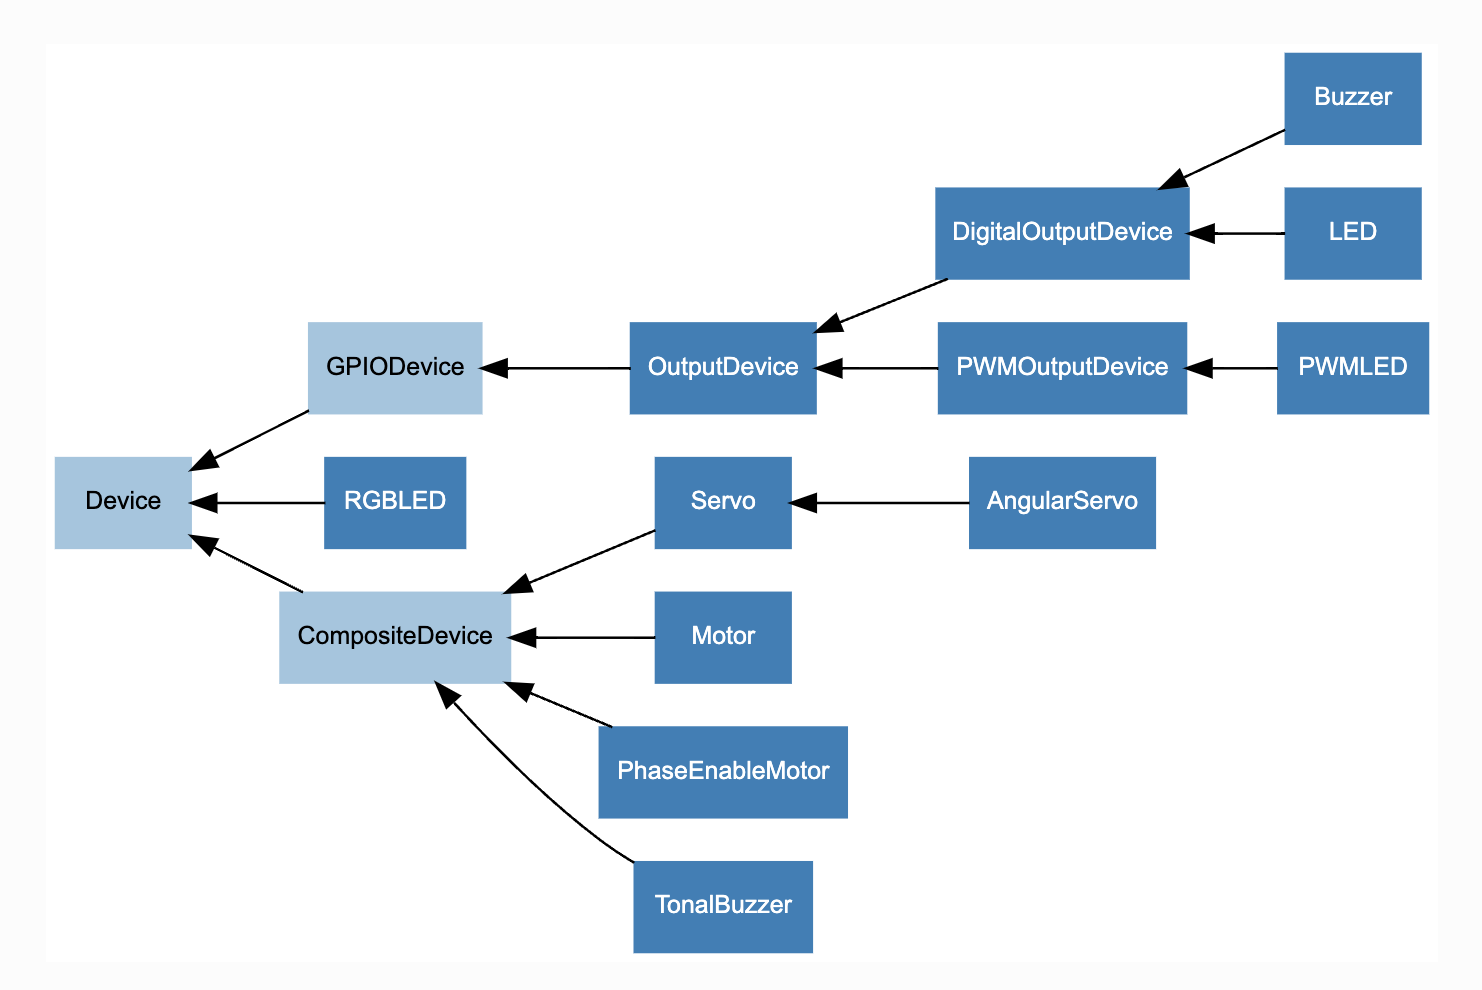 Buzzer
DigitalOutputDevice
LED
GPIODevice
OutputDevice
PWMOutputDevice
PWMLED
Device
RGBLED
Servo
AngularServo
CompositeDevice
Motor
PhaseEnableMotor
TonalBuzzer